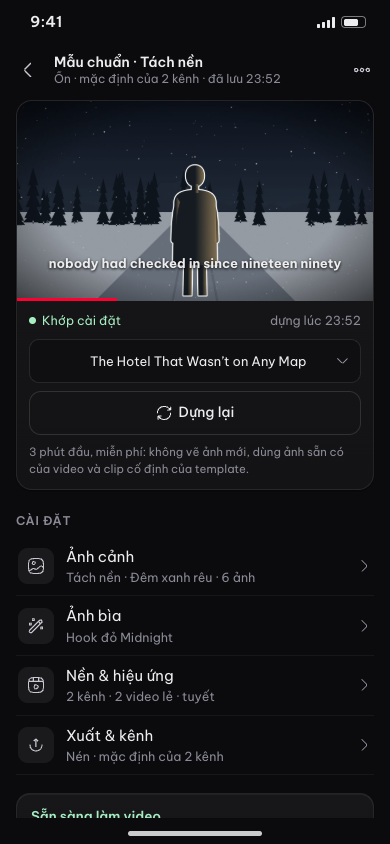 9:41
Mẫu chuẩn · Tách nền
Ổn · mặc định của 2 kênh · đã lưu 23:52
nobody had checked in since nineteen ninety
Khớp cài đặt
dựng lúc 23:52
The Hotel That Wasn't on Any Map
Dựng lại
3 phút đầu, miễn phí: không vẽ ảnh mới, dùng ảnh sẵn có
của video và clip cố định của template.
CÀI ĐẶT
Ảnh cảnh
Tách nền · Đêm xanh rêu · 6 ảnh
Ảnh bìa
Hook đỏ Midnight
Nền & hiệu ứng
2 kênh · 2 video lẻ · tuyết
Xuất & kênh
Nén · mặc định của 2 kênh
Sẵn sàng làm video